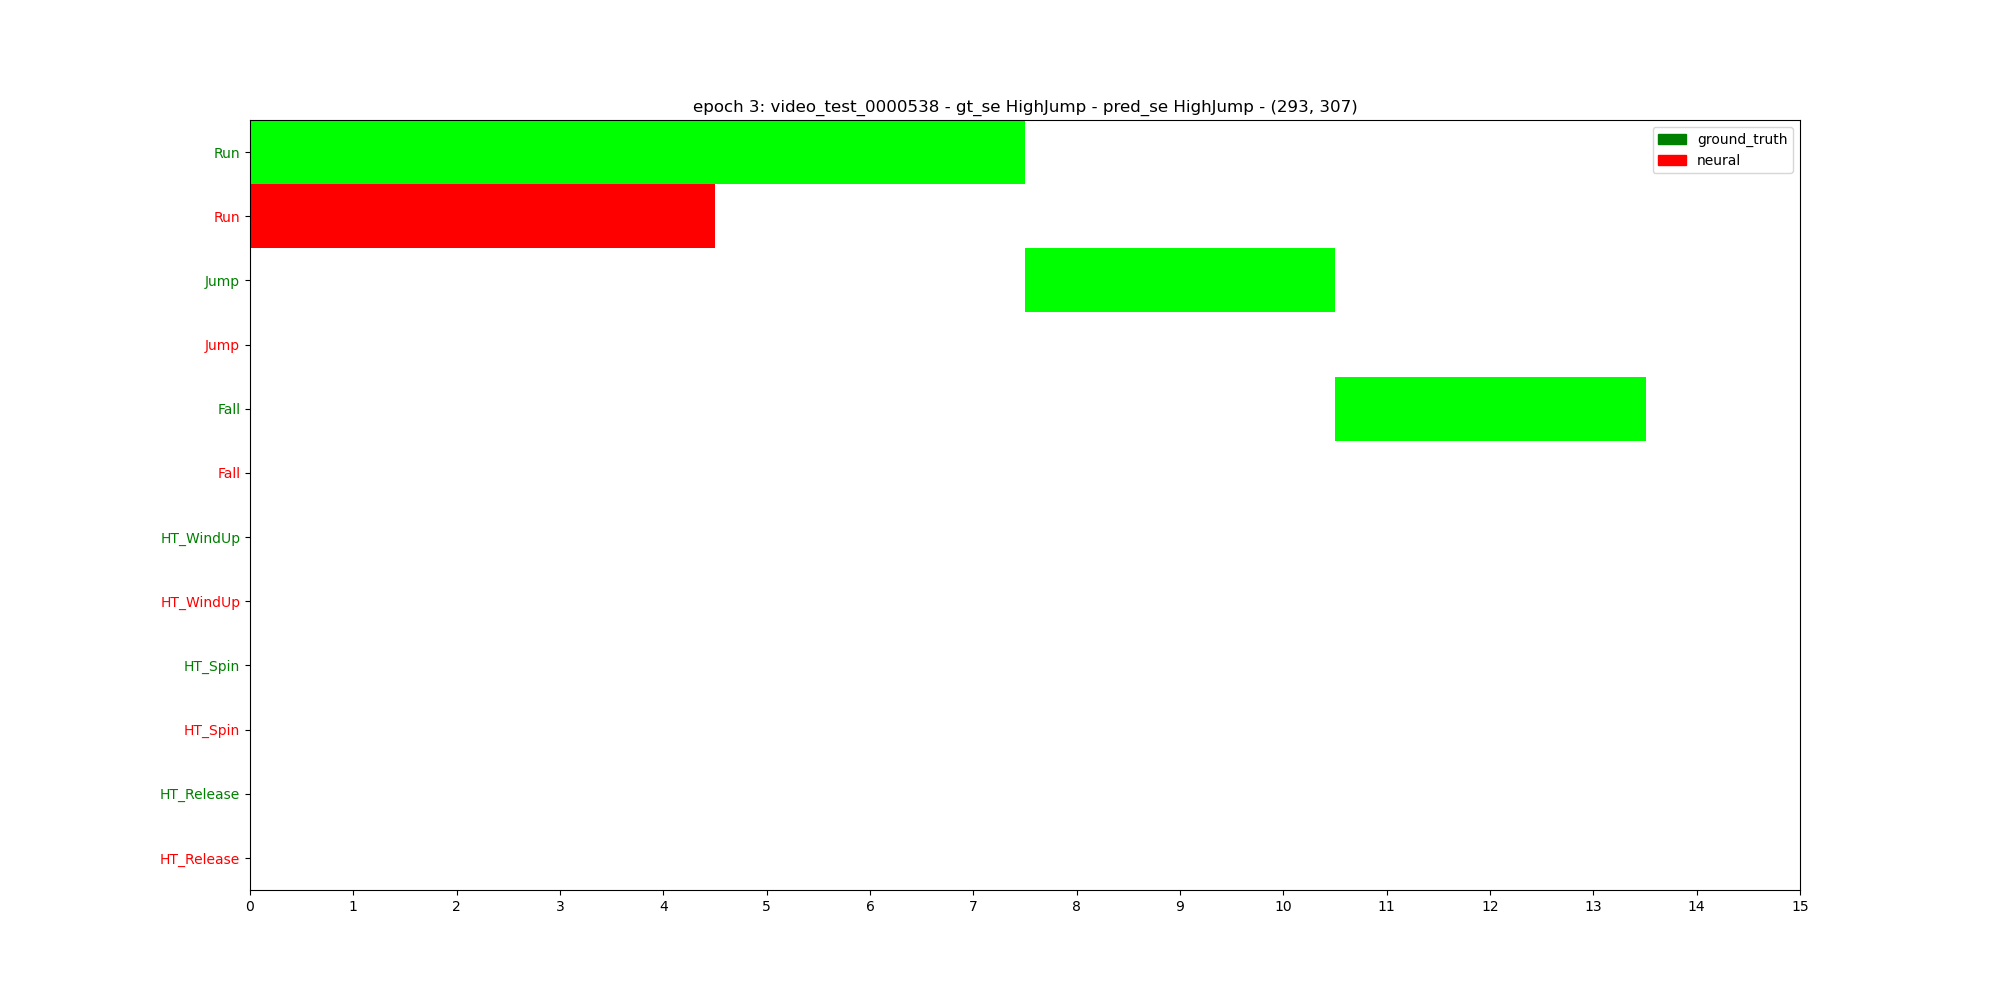 epoch 3: video_test_0000538 - gt_se HighJump - pred_se HighJump - (293, 307)
ground_truth
neural
Run
Run
Jump
Jump
Fall
Fall
HT_WindUp
HT_WindUp
HT_Spin
HT_Spin
HT_Release
HT_Release
0 1 2 3 4 5 6 7 8 9 10 11 12 13 14 15